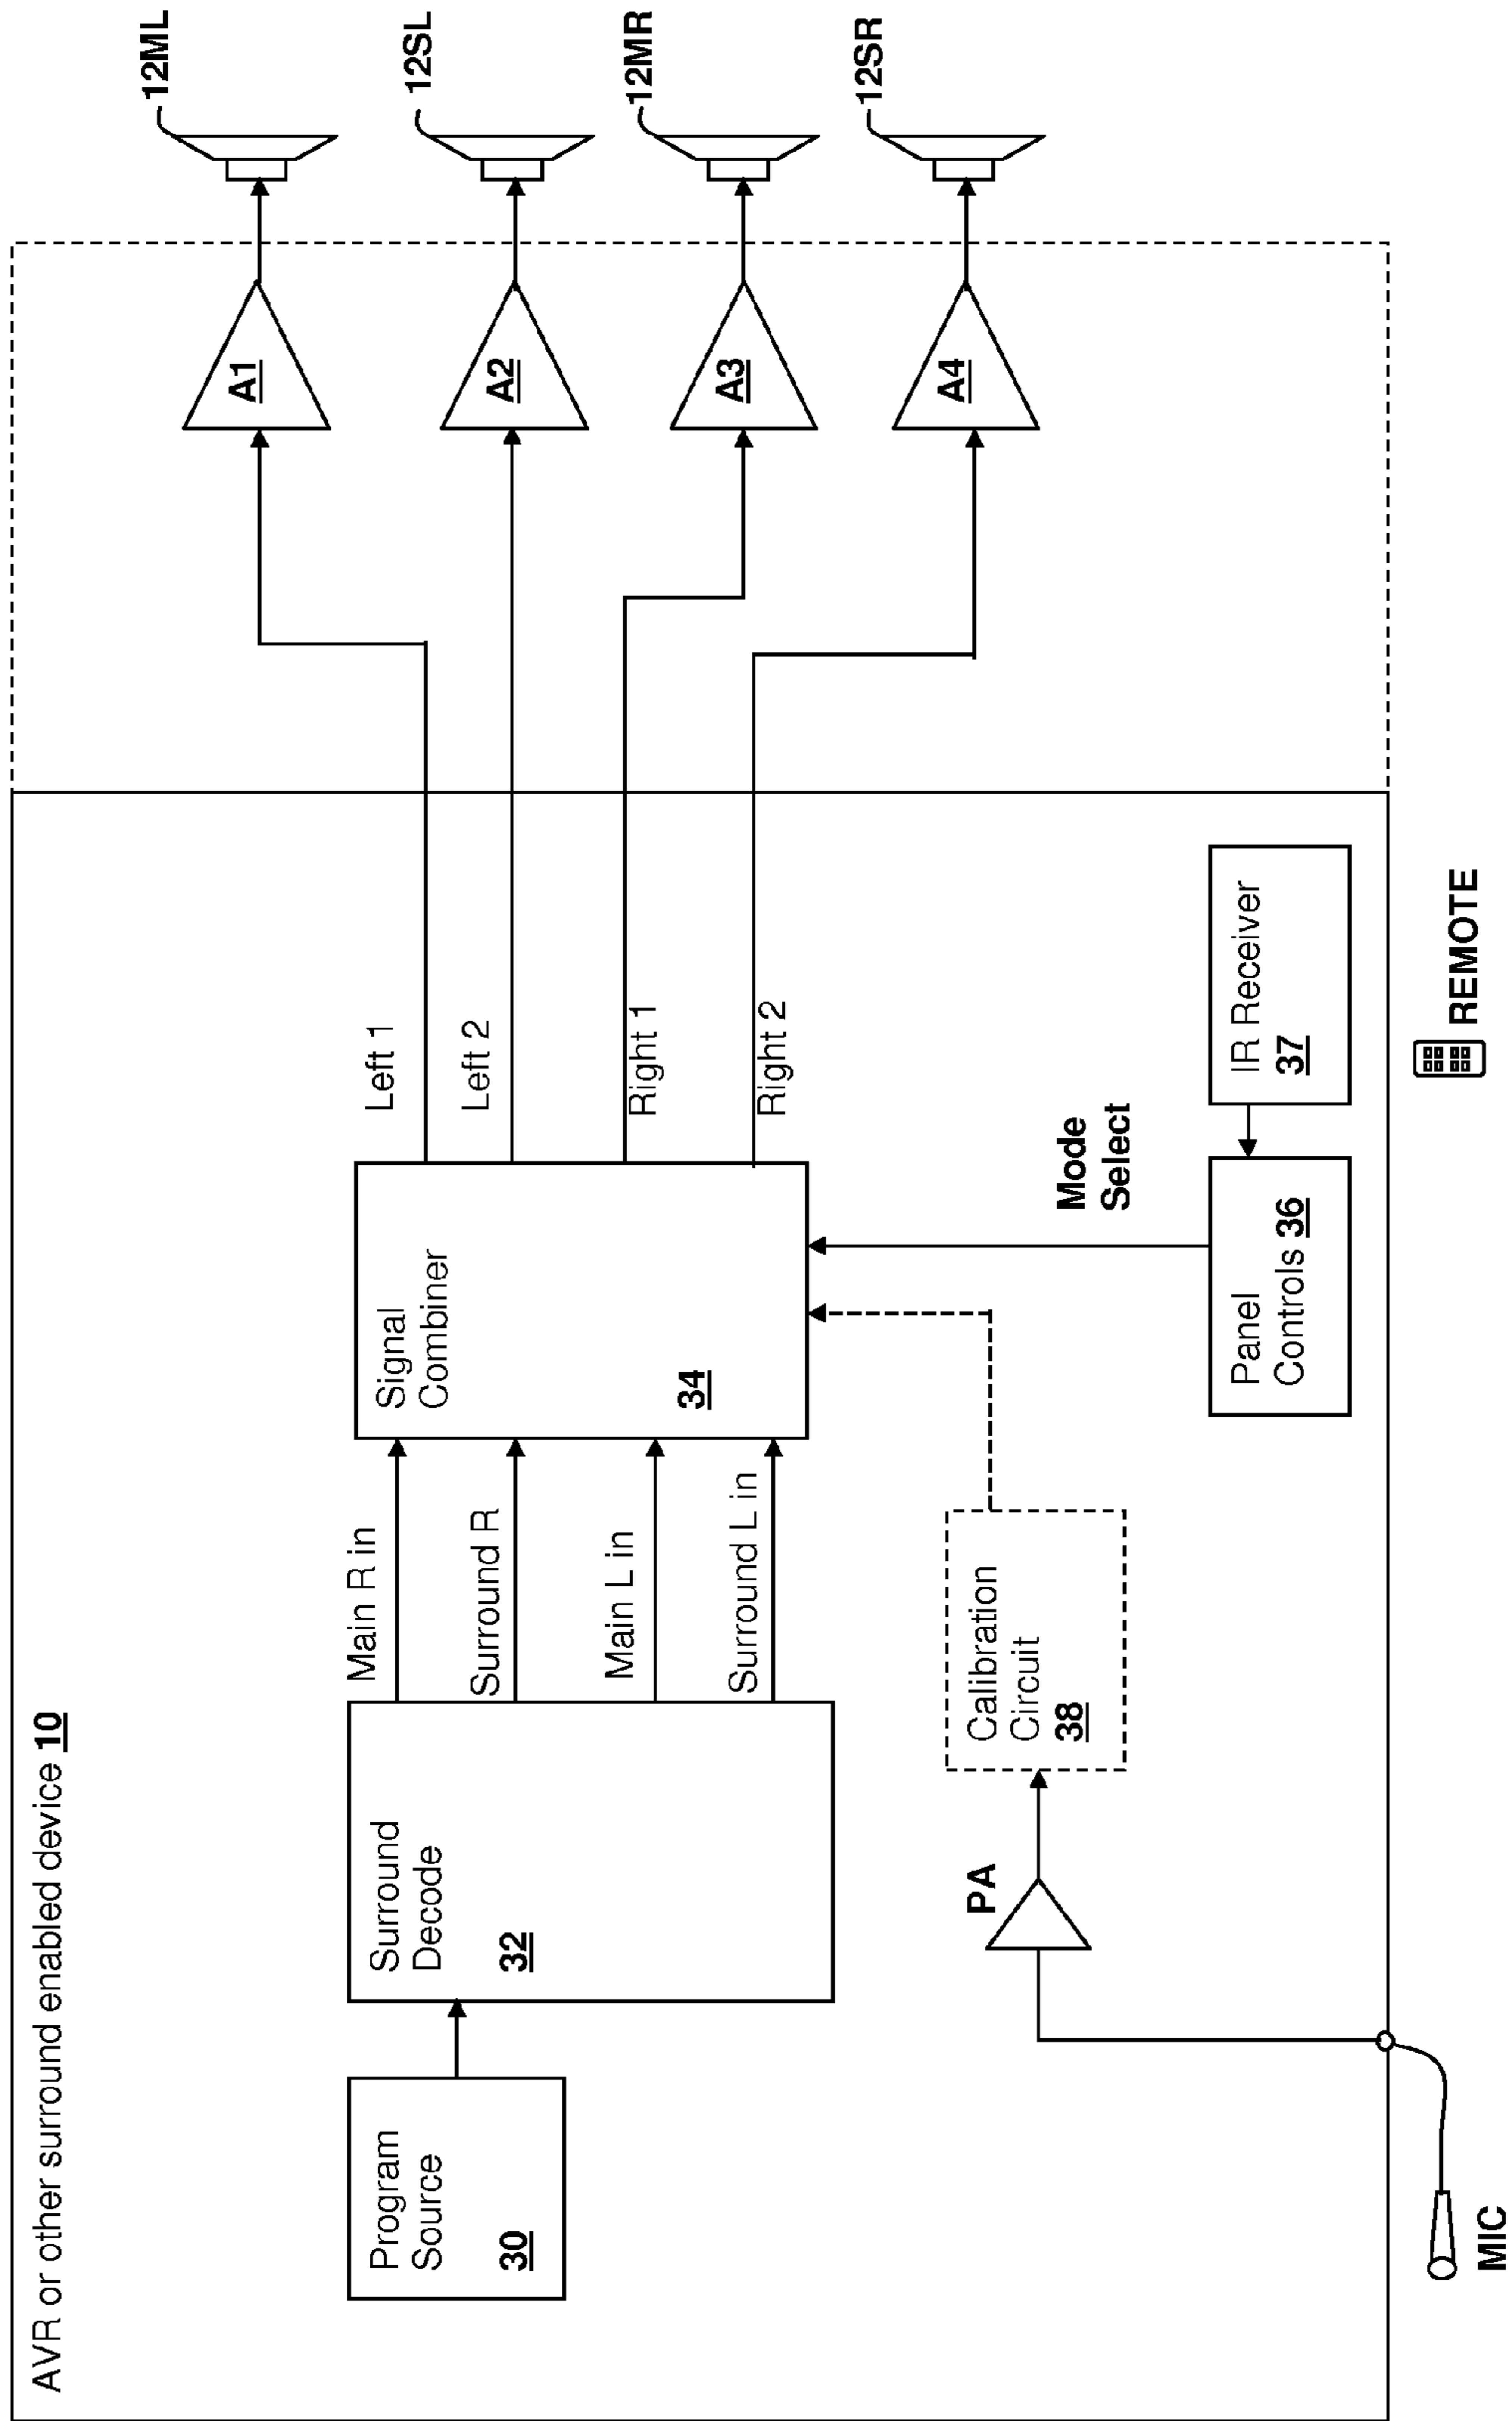 AVR or other surround enabled device 10
Program
Source
30
Surround
Decode
32
Main R in
Surround R
Main L in
Surround L in
Signal
Combiner
34
Left 1
Left 2
Right 1
Right 2
A1
A2
A3
A4
12ML
12SL
12MR
12SR
PA
Calibration
Circuit
38
Mode
Select
Panel
Controls 36
IR Receiver
37
MIC
REMOTE